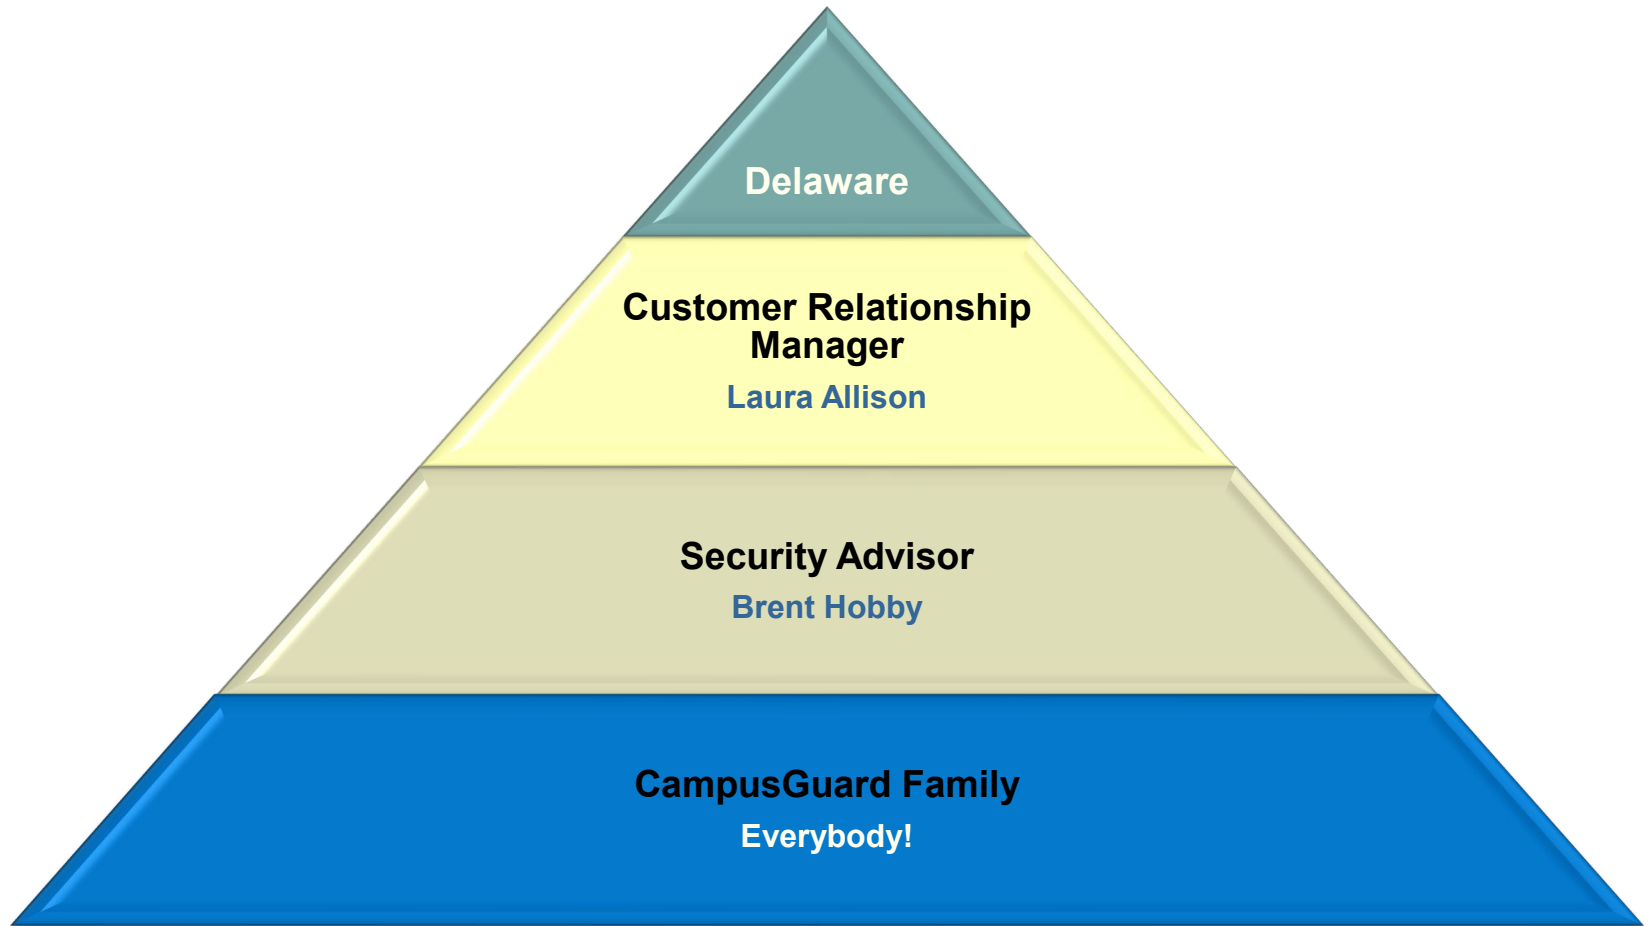 Delaware
Customer Relationship
Manager
Laura Allison
Security Advisor
Brent Hobby
CampusGuard Family
Everybody!